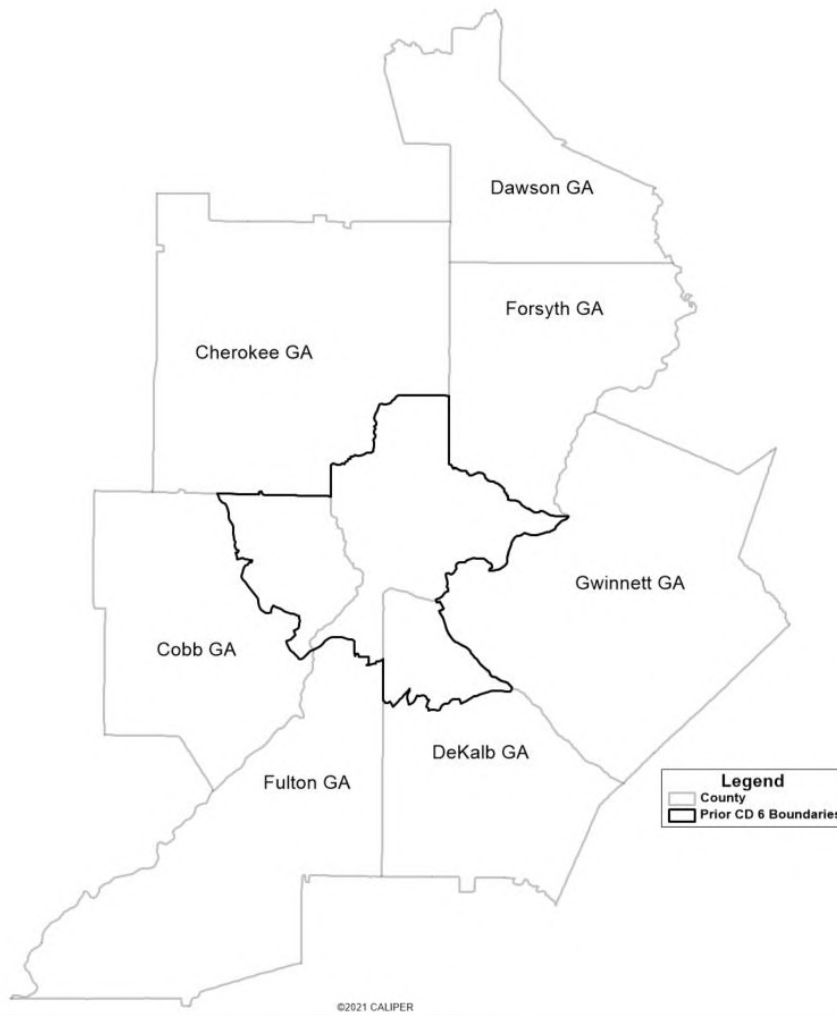 Dawson GA
Forsyth GA
Cherokee GA
Gwinnett GA
Cobb GA
DeKalb GA
Fulton GA
Legend
County
Prior CD 6 Boundaries
©2021 CALIPER